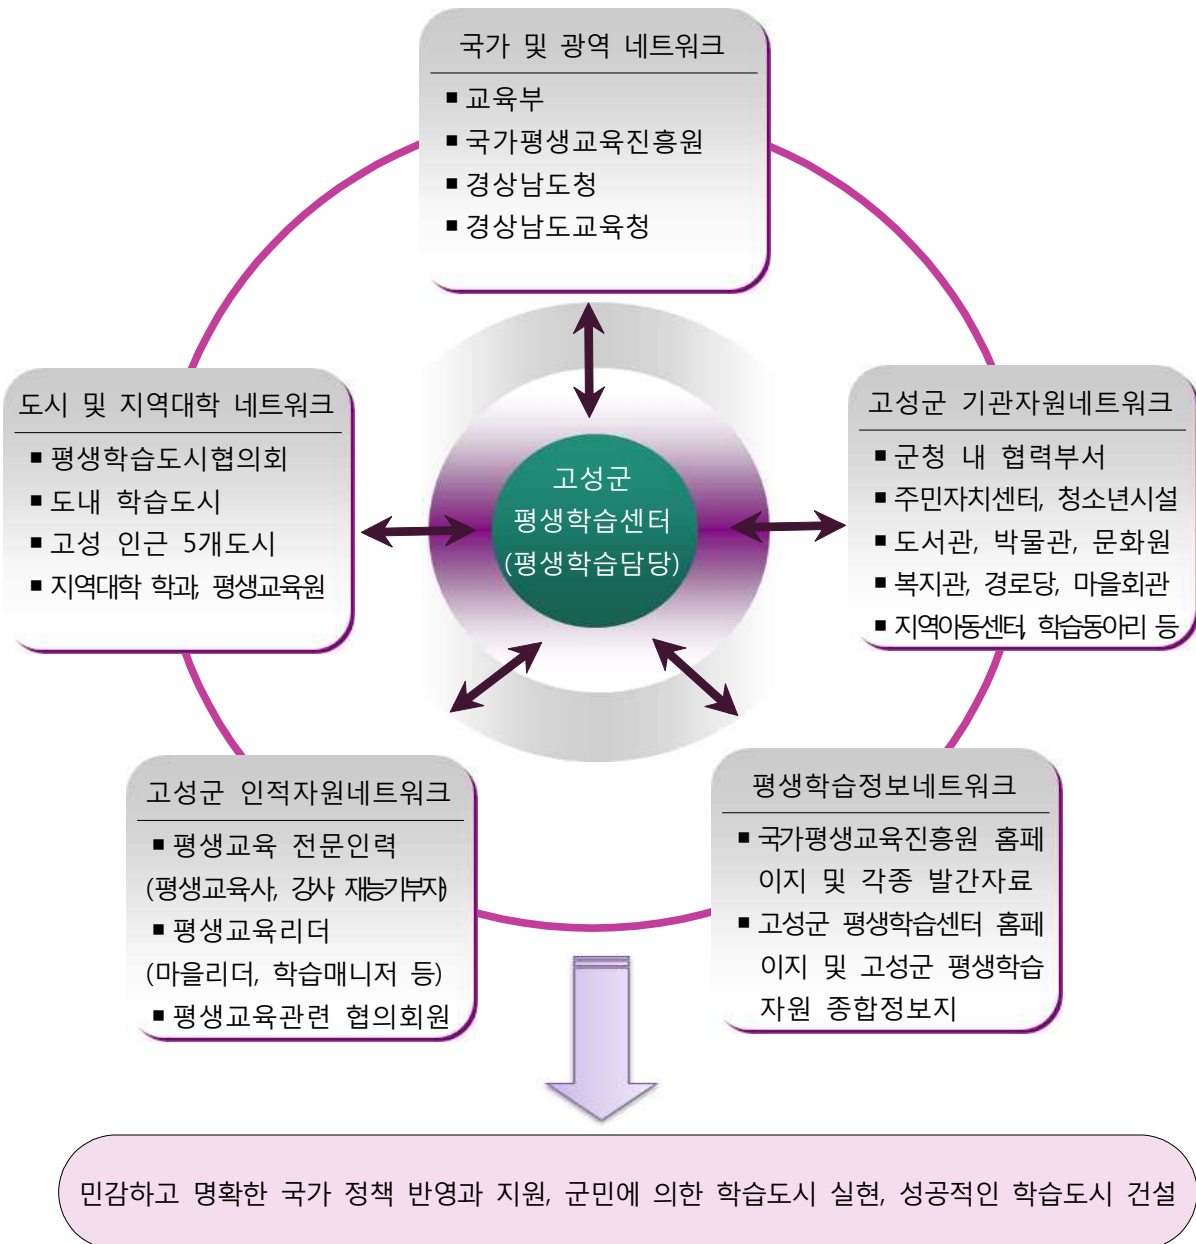 국가 및 광역 네트워크
▪ 교육부
▪ 국가평생교육진흥원
▪ 경상남도청
▪ 경상남도교육청
도시 및 지역대학 네트워크
▪ 평생학습도시협의회
▪ 도내 학습도시
▪ 고성 인근 5개도시
▪ 지역대학 학과, 평생교육원
고성군
평생학습센터
(평생학습담당)
고성군 기관자원네트워크
▪ 군청 내 협력부서
▪ 주민자치센터, 청소년시설
▪ 도서관, 박물관, 문화원
▪ 복지관, 경로당, 마을회관
▪ 지역아동센터, 학습동아리 등
고성군 인적자원네트워크
▪ 평생교육 전문인력
(평생교육사, 강사, 재능기부자)
▪ 평생교육리더
(마을리더, 학습매니저 등)
▪ 평생교육관련 협의회원
평생학습정보네트워크
▪ 국가평생교육진흥원 홈페
이지 및 각종 발간자료
▪ 고성군 평생학습센터 홈페
이지 및 고성군 평생학습
자원 종합정보지
민감하고 명확한 국가 정책 반영과 지원, 군민에 의한 학습도시 실현, 성공적인 학습도시 건설